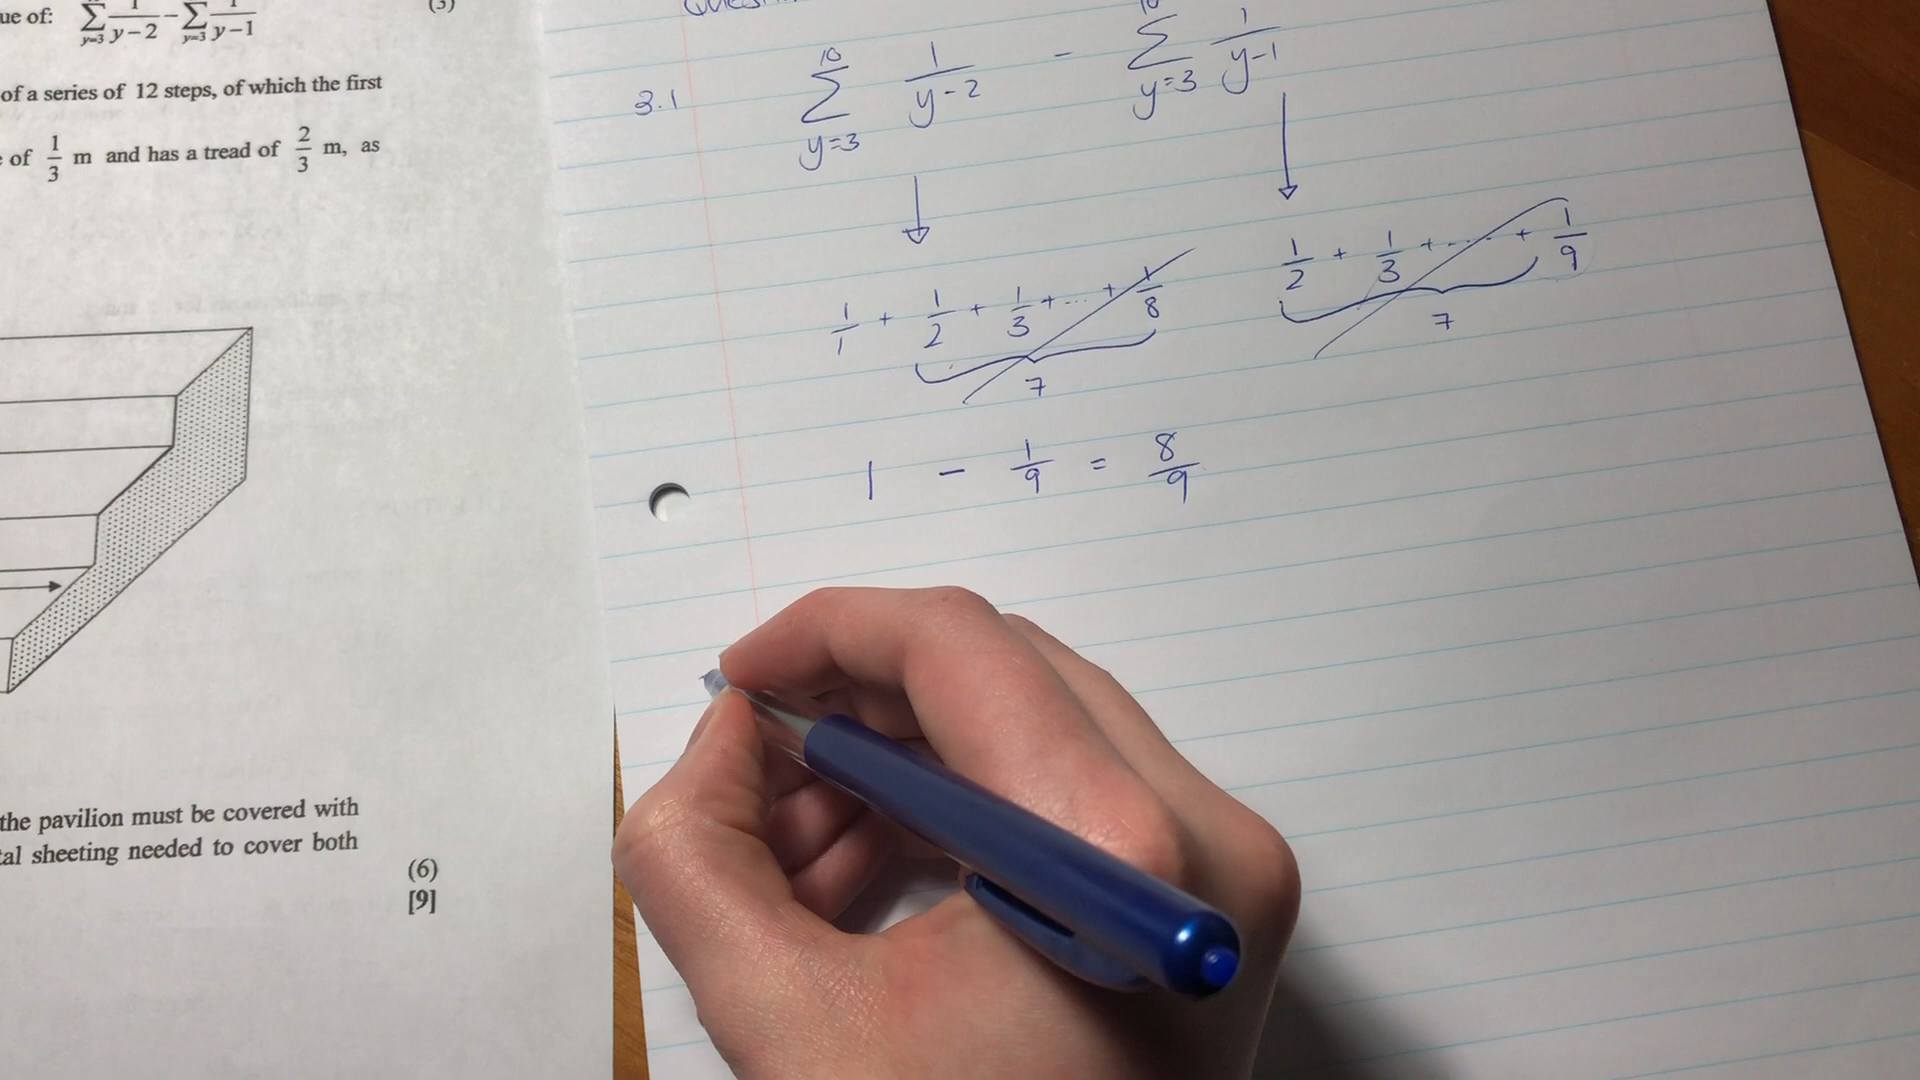 ue of: ∑ y=3 1/(y−2) − ∑ y=3 1/(y−1)
(3)
of a series of 12 steps, of which the first
of 1/3 m and has a tread of 2/3 m, as
the pavilion must be covered with
al sheeting needed to cover both
(6)
[9]
3.1 10 ∑ y=3 1/(y-2) - 10 ∑ y=3 1/(y-1)
1/1 + 1/2 + 1/3 + ... + 1/8
7
1/2 + 1/3 + .... + 1/9
7
1 - 1/9 = 8/9